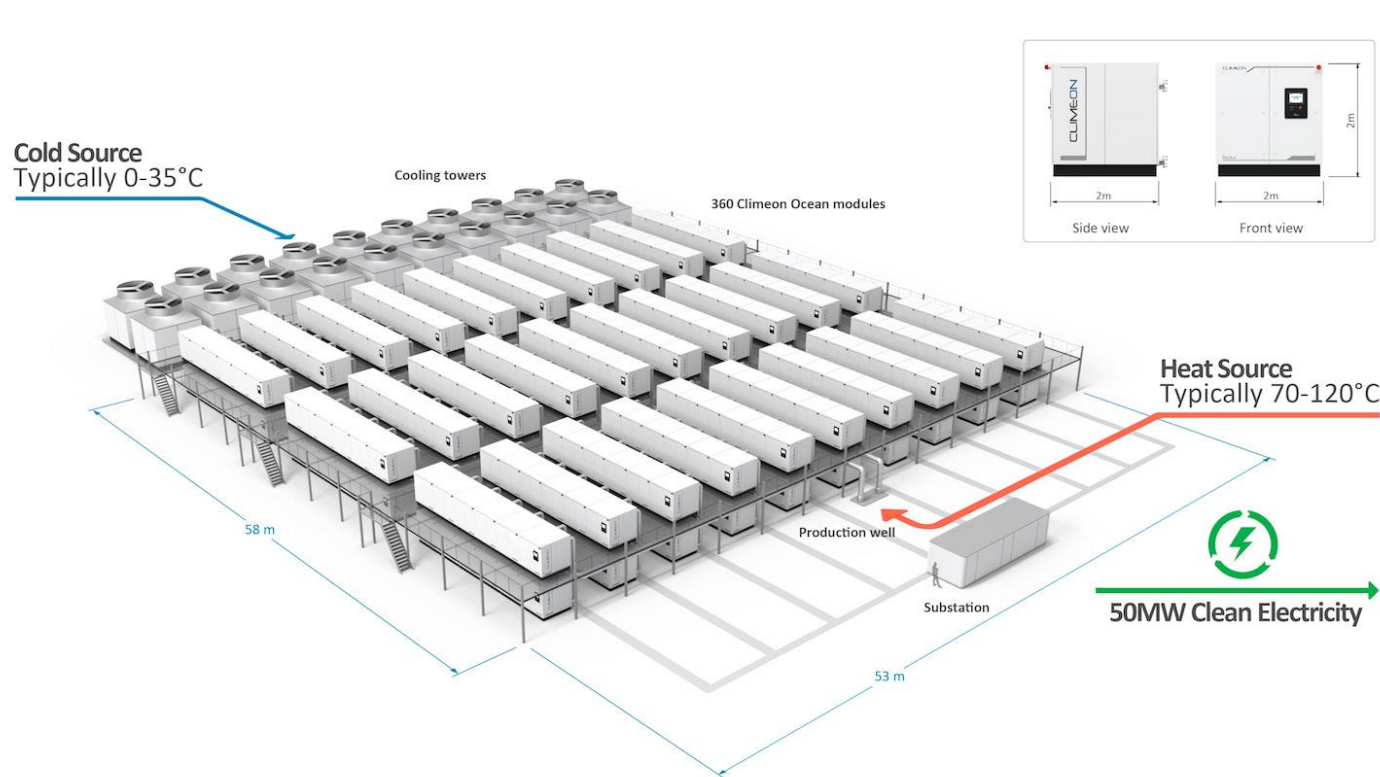 Cold Source
Typically 0-35°C
Cooling towers
360 Climeon Ocean modules
CLIMEON
CLIMEON
2m
2m
2m
Side view
Front view
Heat Source
Typically 70-120°C
58 m
Production well
Substation
50MW Clean Electricity
53 m